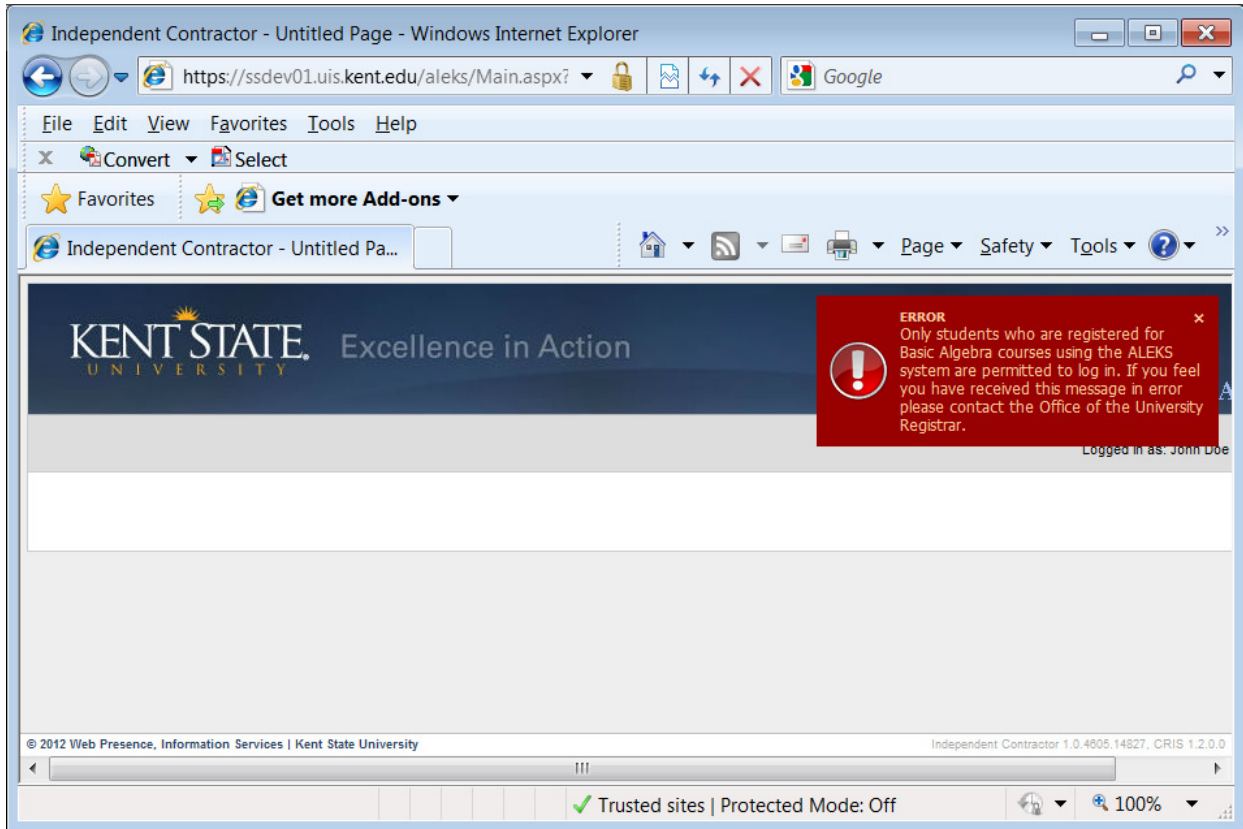 Independent Contractor - Untitled Page - Windows Internet Explorer
https://ssdev01.uis.kent.edu/aleks/Main.aspx?
Google
File Edit View Favorites Tools Help
x Convert Select
Favorites Get more Add-ons
Independent Contractor - Untitled Pa...
Page Safety Tools
KENT STATE.
UNIVERSITY
Excellence in Action
ERROR
Only students who are registered for
Basic Algebra courses using the ALEKS
system are permitted to log in. If you feel
you have received this message in error
please contact the Office of the University
Registrar.
A
Logged in as: John Doe
© 2012 Web Presence, Information Services | Kent State University
Independent Contractor 1.0.4605.14827, CRIS 1.2.0.0
Trusted sites | Protected Mode: Off
100%